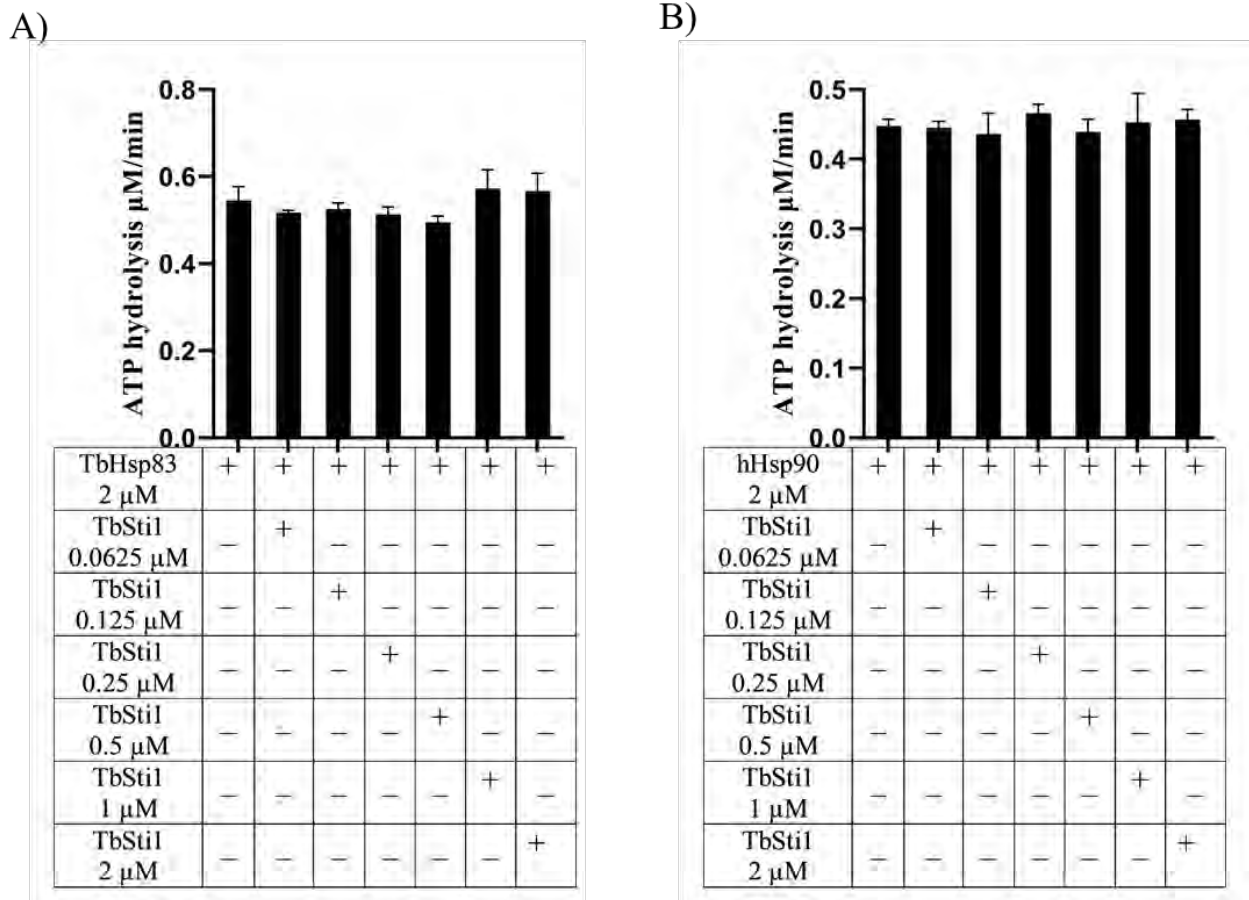 A)
ATP hydrolysis µM/min
0.8
0.6
0.4
0.2
0.0
TbHsp83 + + + + + + +
2 µM
TbSti1 +
0.0625 µM – – – – – –
TbSti1 +
0.125 µM – – – – – –
TbSti1 +
0.25 µM – – – – – –
TbSti1 +
0.5 µM – – – – – –
TbSti1 +
1 µM – – – – – –
TbSti1 +
2 µM – – – – – –
B)
ATP hydrolysis µM/min
0.5
0.4
0.3
0.2
0.1
0.0
hHsp90 + + + + + + +
2 µM
TbSti1 +
0.0625 µM – – – – – –
TbSti1 +
0.125 µM – – – – – –
TbSti1 +
0.25 µM – – – – – –
TbSti1 +
0.5 µM – – – – – –
TbSti1 +
1 µM – – – – – –
TbSti1 +
2 µM – – – – – –